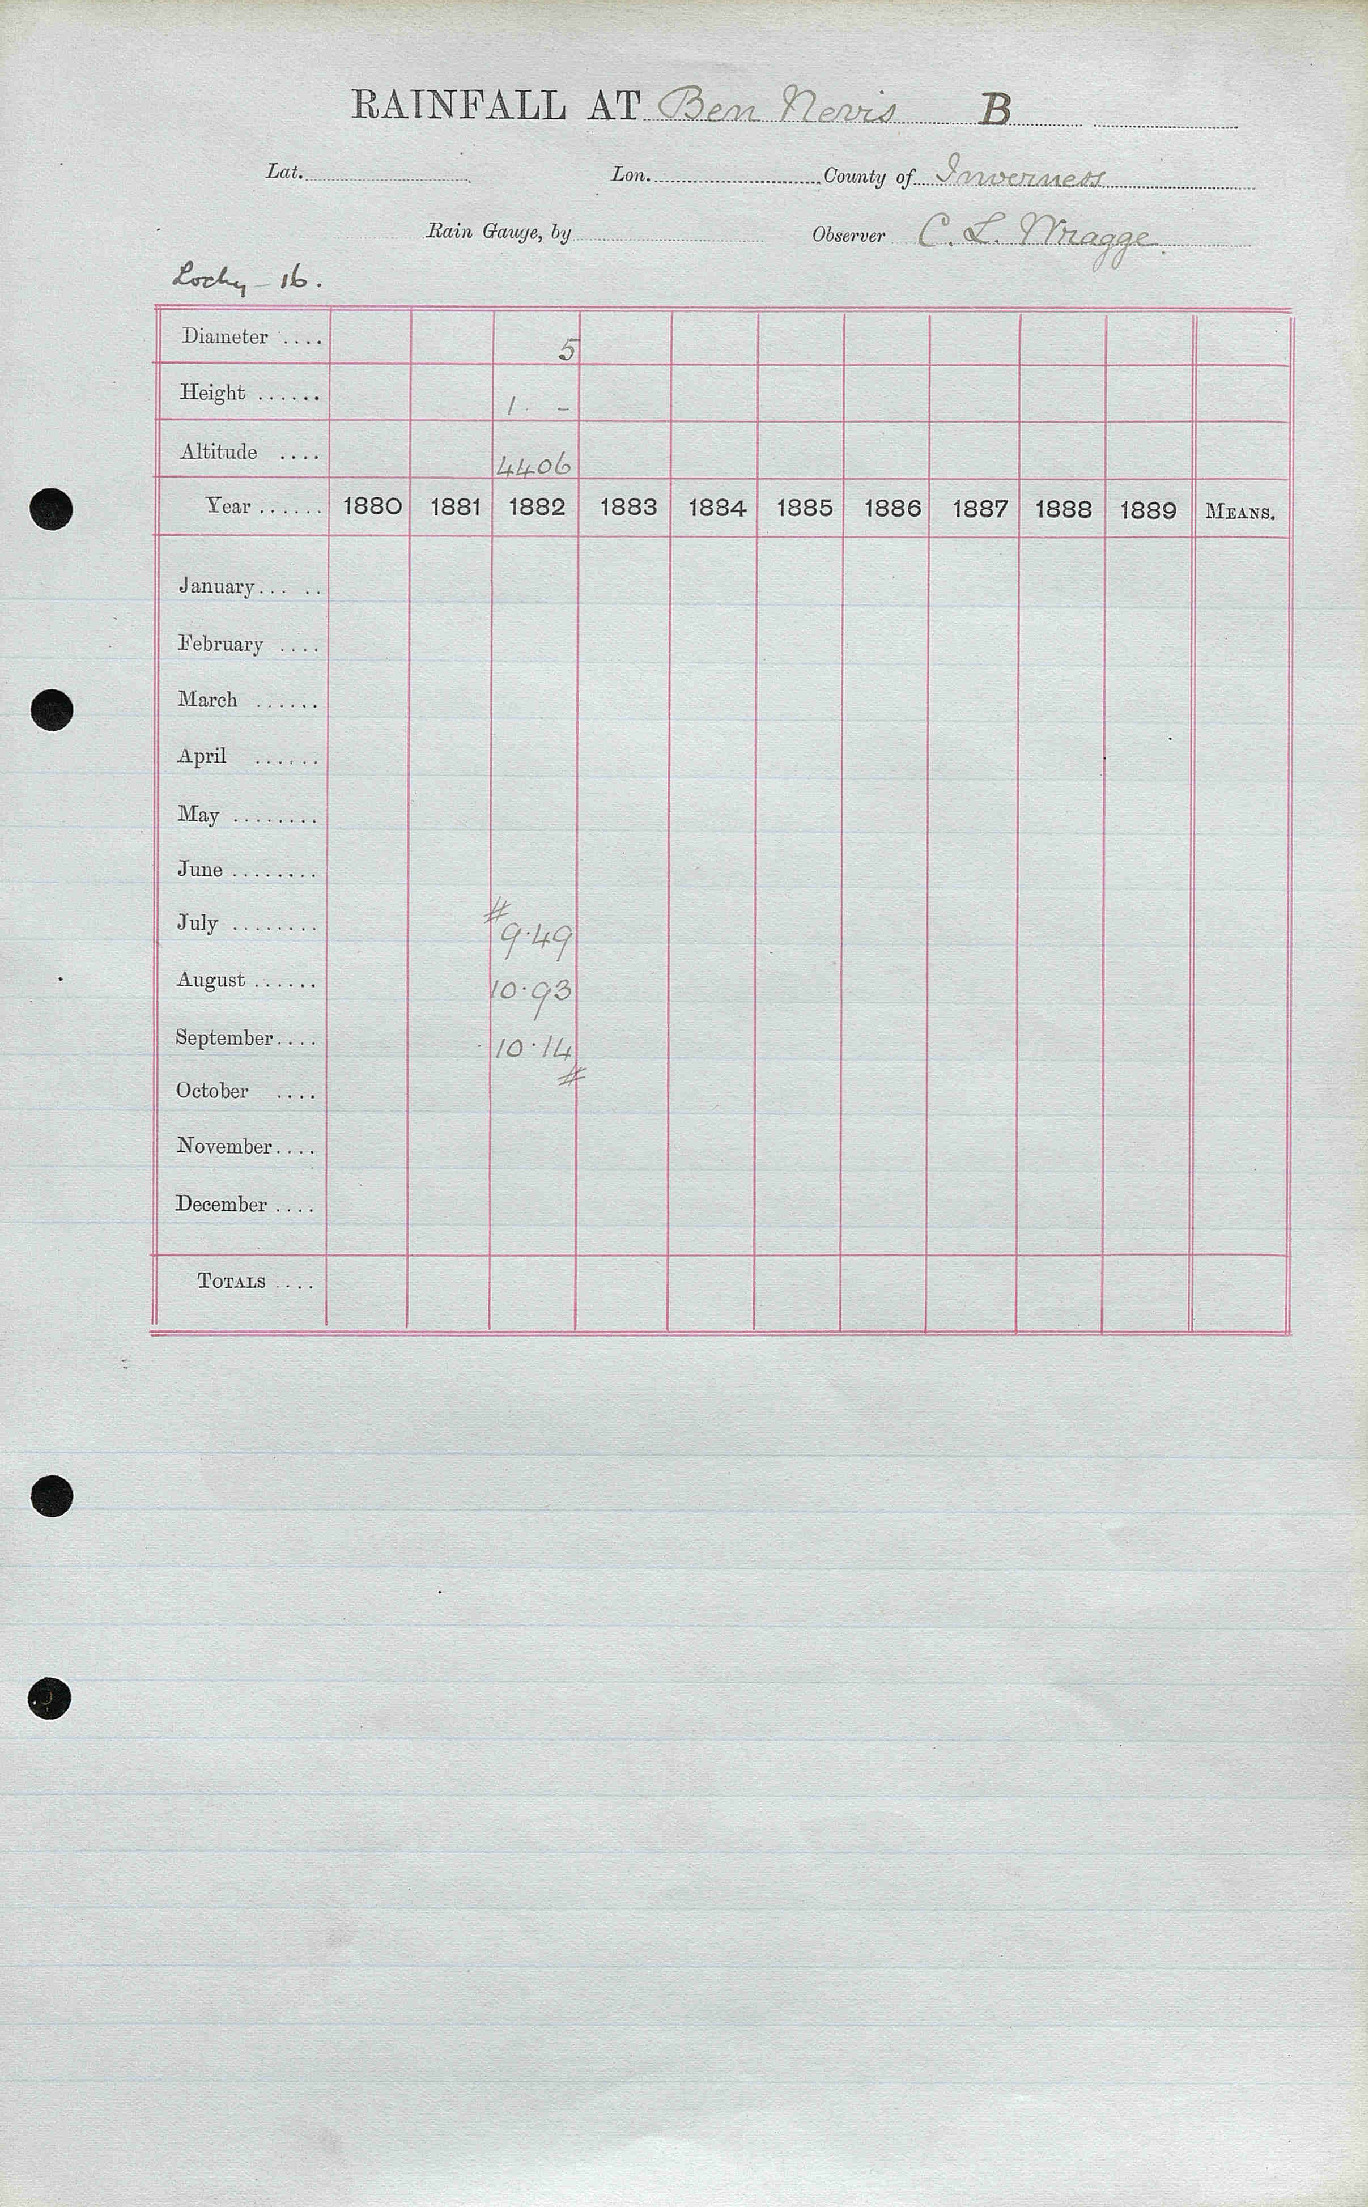 RAINFALL AT Ben Nevis B
Lat. Lon. County of Inverness
Rain Gauge, by Observer C. L. Wragge.
Lochy - 16.
Diameter .... 5
Height ...... 1. -
Altitude .... 4406
Year ...... 1880 1881 1882 1883 1884 1885 1886 1887 1888 1889 MEANS.
January... ..
February ....
March ......
April ......
May ........
June ........
#
July ........ 9.49
August ...... 10.93
September.... 10.14
#
October ....
November....
December ....
TOTALS ....